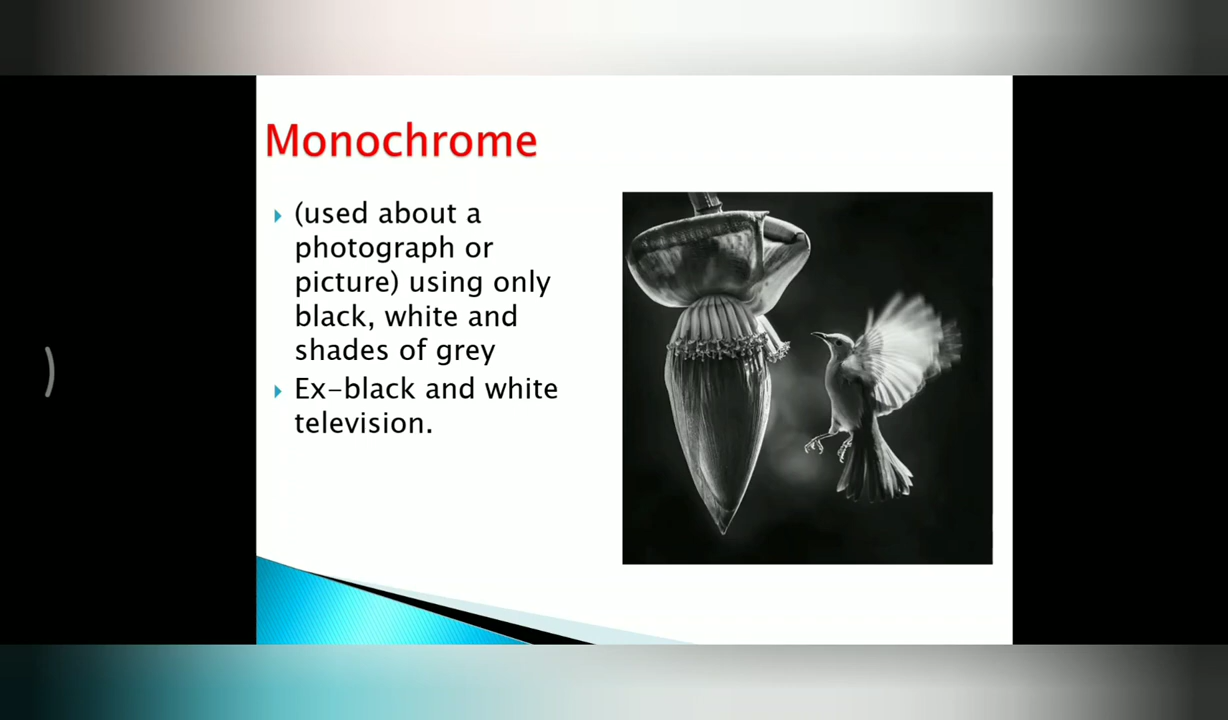 Monochrome
(used about a
photograph or
picture) using only
black, white and
shades of grey
Ex-black and white
television.